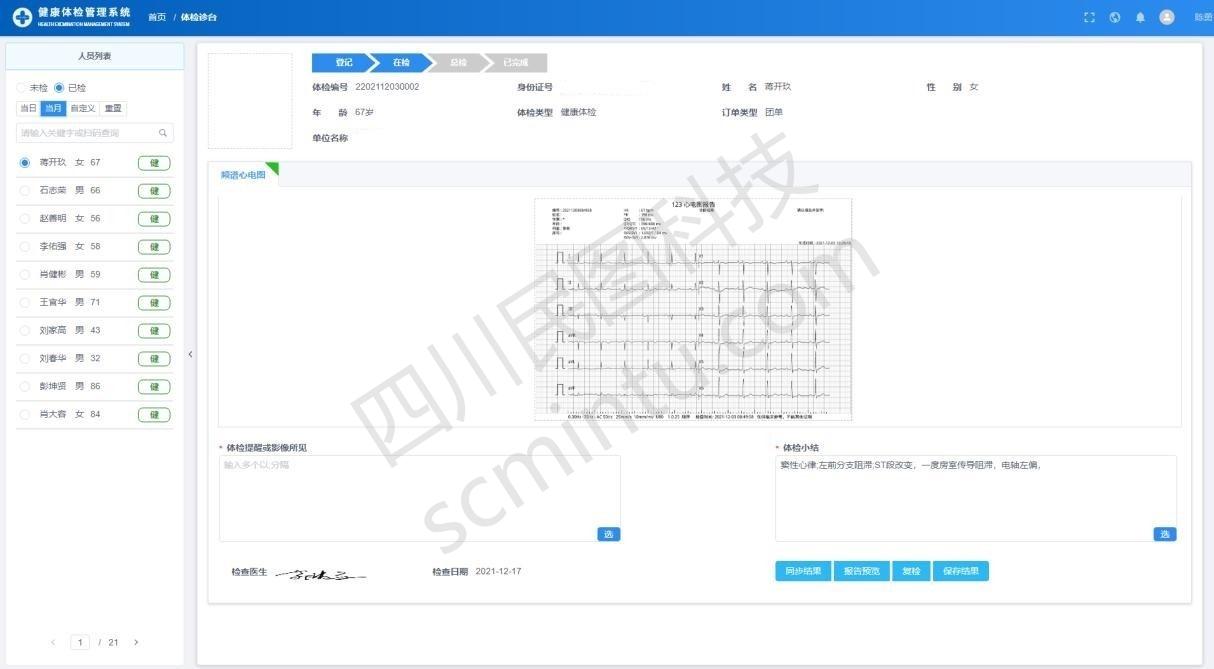 健康体检管理系统
HEALTH EXAMINATION MANAGEMENT SYSTEM
首页 / 体检诊台
人员列表
未检 已检
当日 当月 自定义 重置
请输入关键字或扫码查询
蒋开玖 女 67 健
石志荣 男 66 健
赵善明 女 56 健
李佑强 女 58 健
肖健彬 男 59 健
王官华 男 71 健
刘家高 男 43 健
刘春华 男 32 健
彭坤贤 男 86 健
肖大容 女 84 健
1 / 21
登记 在检 总检 已完成
体检编号 2202112030002 身份证号 姓 名 蒋开玖 性 别 女
年 龄 67岁 体检类型 健康体检 订单类型 团单
单位名称
频谱心电图
123 心电图报告
四川民图科技
scmintu.com
* 体检提醒或影像所见
输入多个以;分隔
选
* 体检小结
窦性心律;左前分支阻滞;ST段改变，一度房室传导阻滞，电轴左偏,
选
检查医生
检查日期 2021-12-17
同步结果 报告预览 复检 保存结果